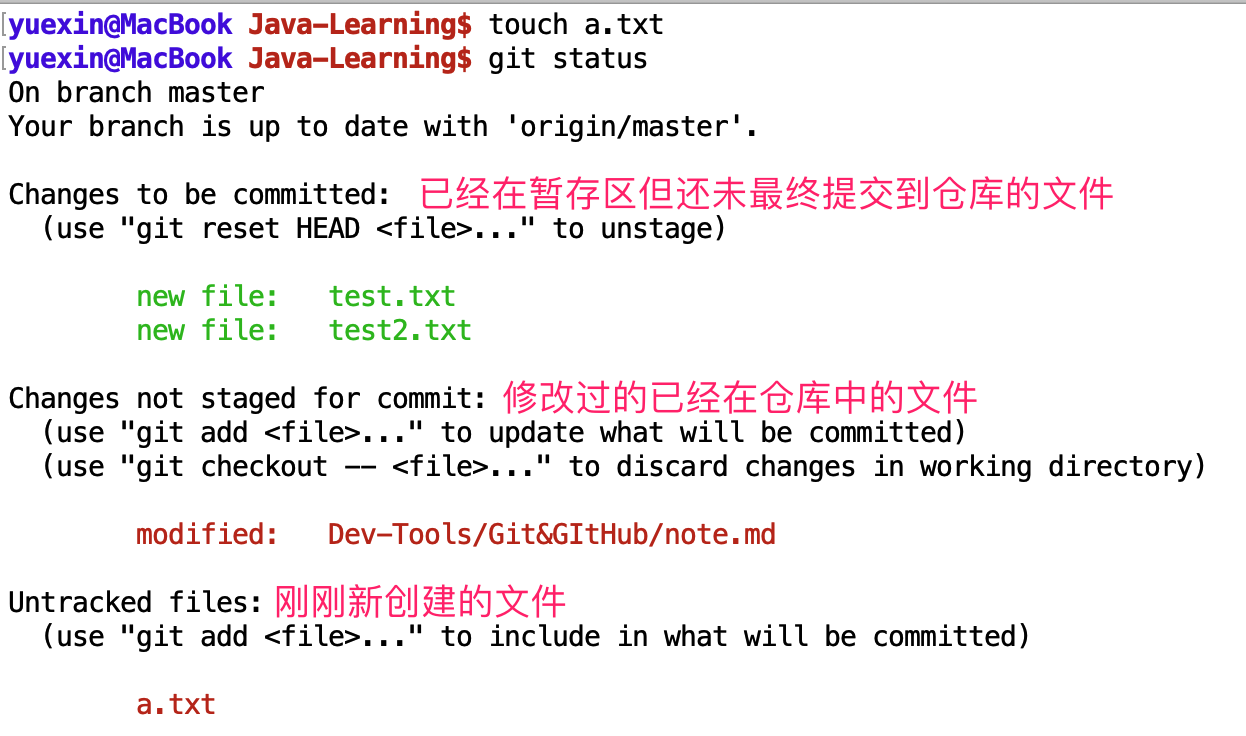 yuexin@MacBook Java-Learning$ touch a.txt
yuexin@MacBook Java-Learning$ git status
On branch master
Your branch is up to date with 'origin/master'.
Changes to be committed: 已经在暂存区但还未最终提交到仓库的文件
(use "git reset HEAD <file>..." to unstage)
new file: test.txt
new file: test2.txt
Changes not staged for commit: 修改过的已经在仓库中的文件
(use "git add <file>..." to update what will be committed)
(use "git checkout -- <file>..." to discard changes in working directory)
modified: Dev-Tools/Git&GItHub/note.md
Untracked files: 刚刚新创建的文件
(use "git add <file>..." to include in what will be committed)
a.txt